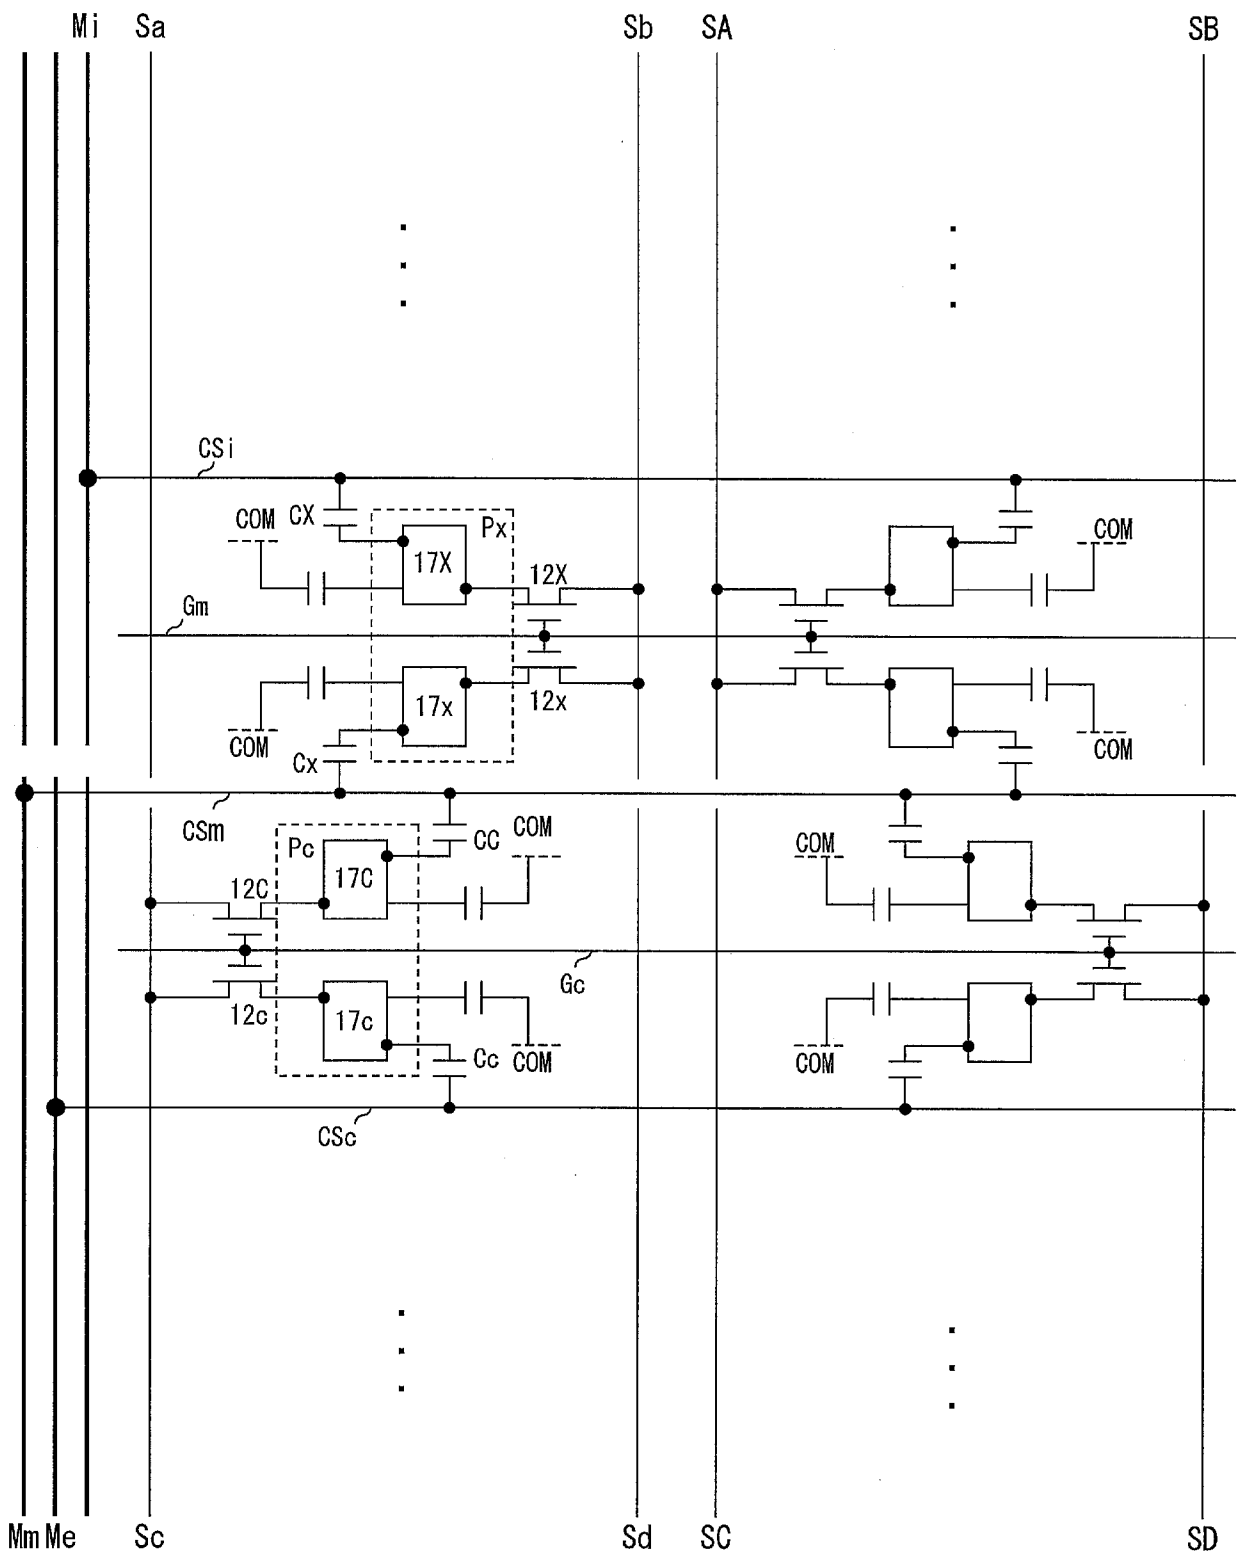 Mi Sa Sb SA SB
CSi
COM CX Px COM
17X 12X
Gm
17x 12x
COM COM
Cx
CSm CC COM COM
Pc 17C
12C
Gc
12c 17c
Cc COM COM
CSc
Mm Me Sc Sd SC SD